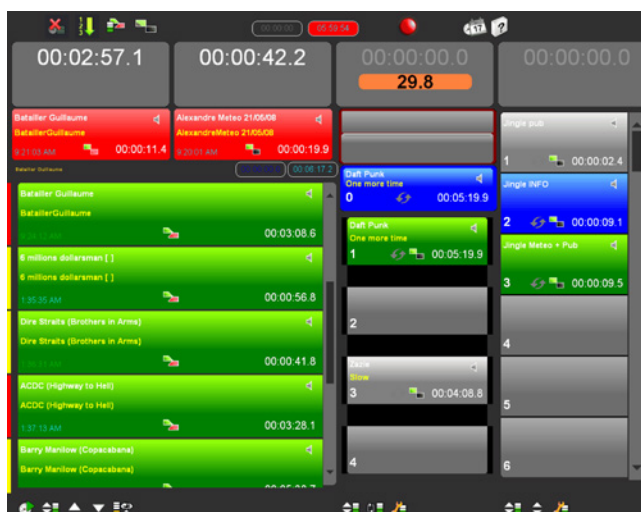 00:00:00
05:59:54
17
?
00:02:57.1
00:00:42.2
00:00:00.0
00:00:00.0
29.8
Batailler Guillaume
BataillerGuillaume
9:21:03 AM
00:00:11.4
Alexandre Meteo 21/06/08
AlexandreMeteo 21/05/08
9:20:01 AM
00:00:19.9
Batailler Guillaume
00:06:17.2
Batailler Guillaume
BataillerGuillaume
00:03:08.6
6 millions dollarsman [ ]
6 millions dollarsman [ ]
1:35:35 AM
00:00:56.8
Dire Straits (Brothers in Arms)
Dire Straits (Brothers in Arms)
00:00:41.8
ACDC (Highway to Hell)
ACDC (Highway to Hell)
1:37:13 AM
00:03:28.1
Barry Manilow (Copacabana)
Barry Manilow (Copacabana)
Daft Punk
One more time
0
00:05:19.9
Daft Punk
One more time
1
00:05:19.9
2
Slow
3
00:04:08.8
4
Jingle pub
1
00:00:02.4
Jingle INFO
2
00:00:09.1
Jingle Meteo + Pub
3
00:00:09.5
4
5
6